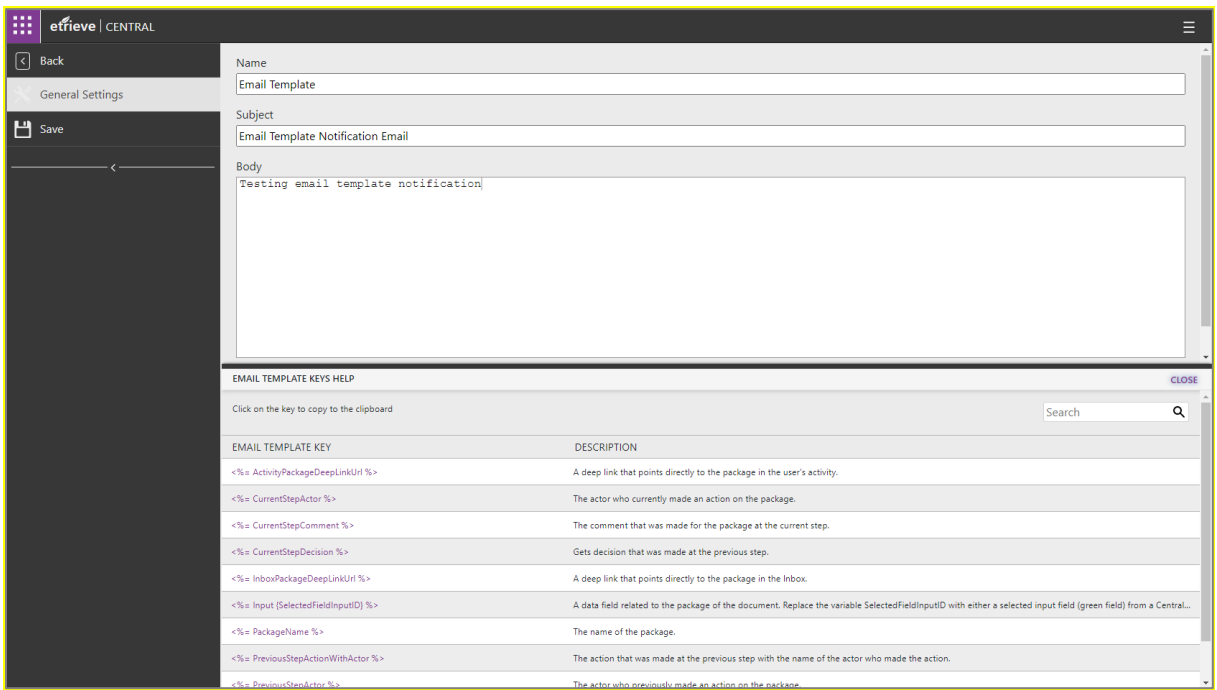 etrieve | CENTRAL
Back
General Settings
Save
Name
Email Template
Subject
Email Template Notification Email
Body
Testing email template notification
EMAIL TEMPLATE KEYS HELP
CLOSE
Click on the key to copy to the clipboard
Search
EMAIL TEMPLATE KEY DESCRIPTION
<%= ActivityPackageDeepLinkUrl %> A deep link that points directly to the package in the user's activity.
<%= CurrentStepActor %> The actor who currently made an action on the package.
<%= CurrentStepComment %> The comment that was made for the package at the current step.
<%= CurrentStepDecision %> Gets decision that was made at the previous step.
<%= InboxPackageDeepLinkUrl %> A deep link that points directly to the package in the Inbox.
<%= Input {SelectedFieldInputID} %> A data field related to the package of the document. Replace the variable SelectedFieldInputID with either a selected input field (green field) from a Central...
<%= PackageName %> The name of the package.
<%= PreviousStepActionWithActor %> The action that was made at the previous step with the name of the actor who made the action.
<%= PreviousStepActor %> The actor who previously made an action on the package.